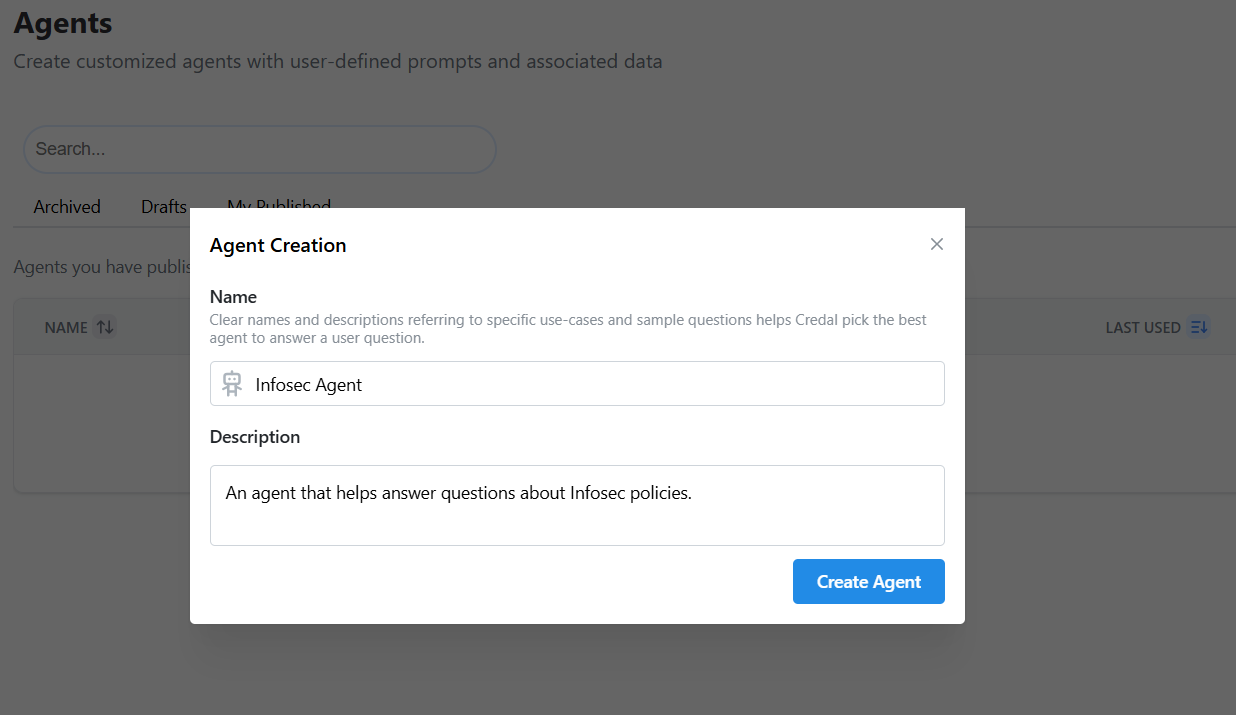 Agents
Create customized agents with user-defined prompts and associated data
Search...
Archived Drafts My Published
Agents you have publis
NAME
LAST USED
Agent Creation
Name
Clear names and descriptions referring to specific use-cases and sample questions helps Credal pick the best
agent to answer a user question.
Infosec Agent
Description
An agent that helps answer questions about Infosec policies.
Create Agent